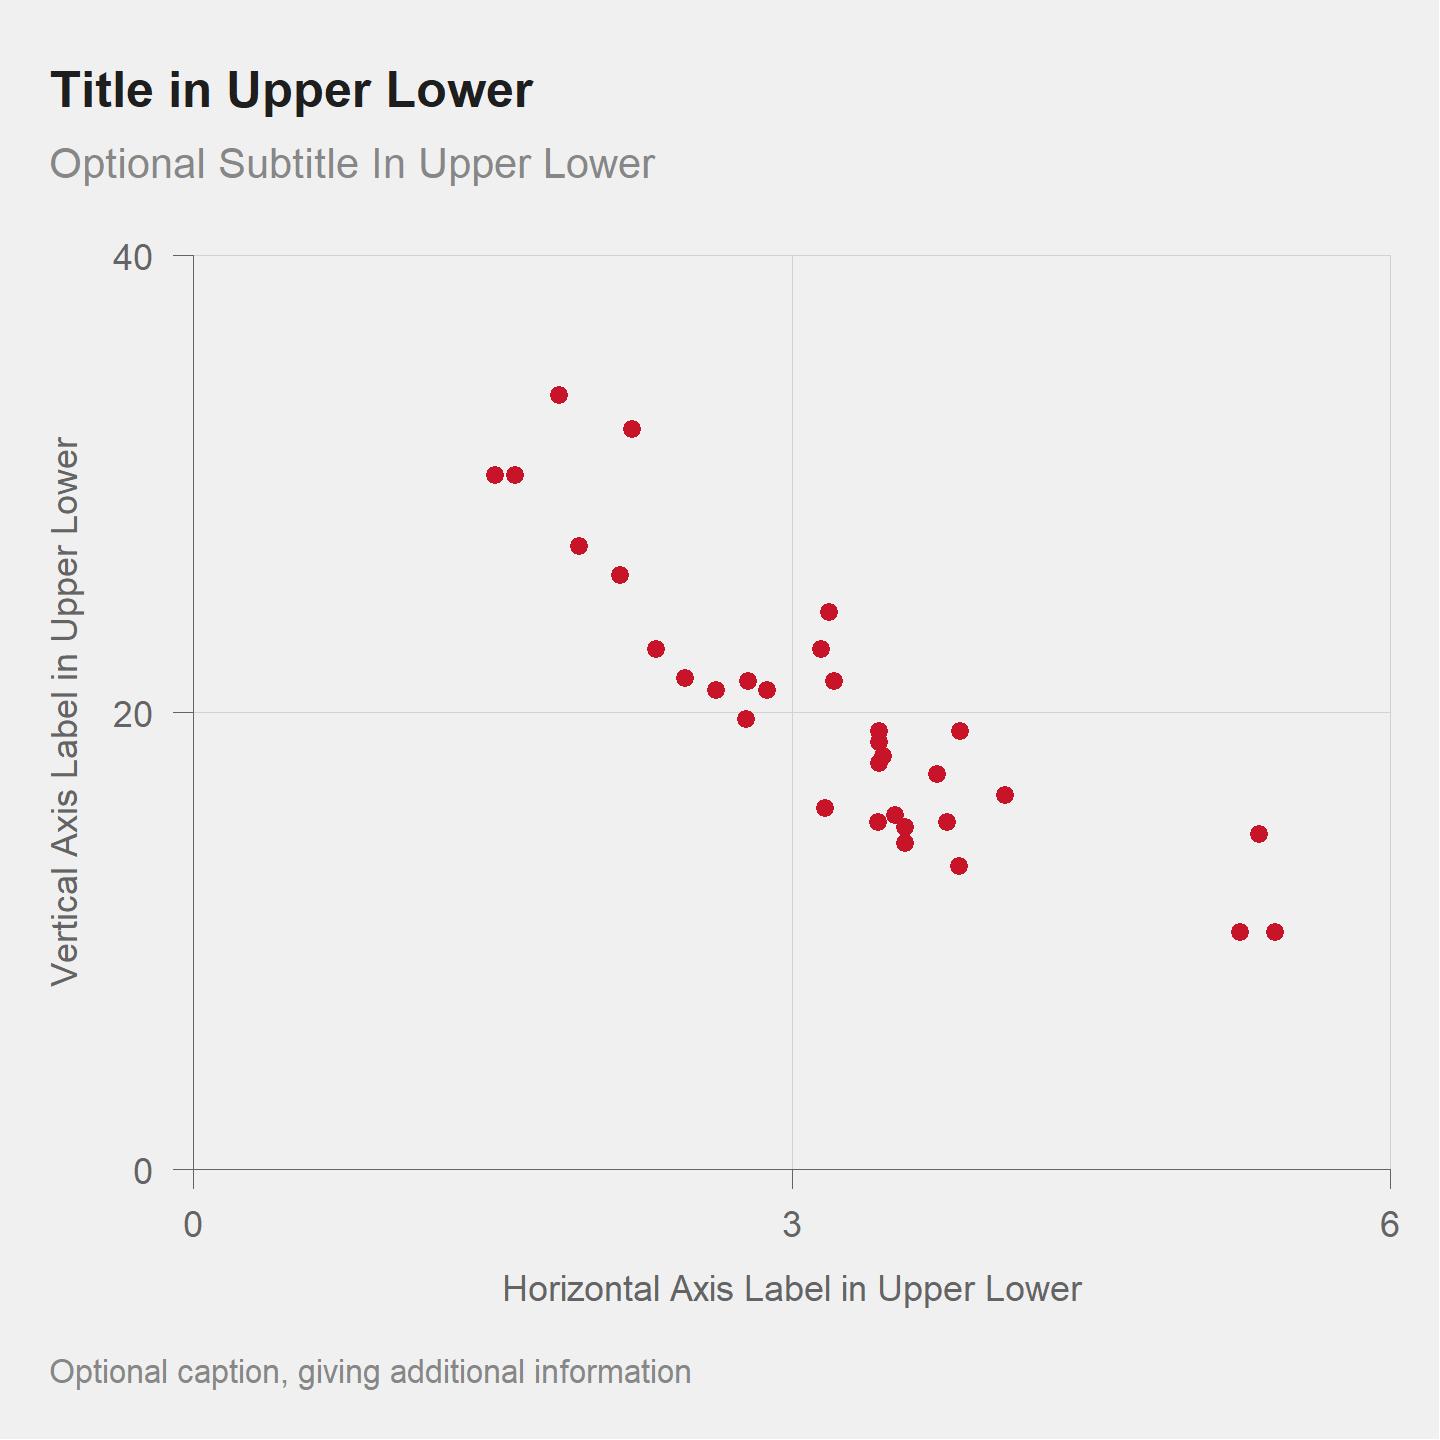 Title in Upper Lower
Optional Subtitle In Upper Lower
40
20
0
Vertical Axis Label in Upper Lower
0 3 6
Horizontal Axis Label in Upper Lower
Optional caption, giving additional information